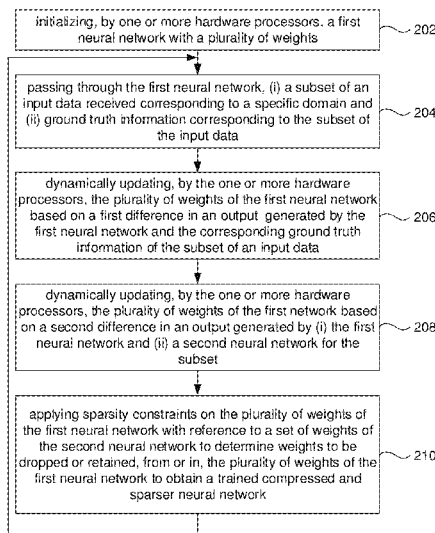 initializing, by one or more hardware processors. a first
neural network with a plurality of weights
202
passing through the first neural network, (i) a subset of an
input data received corresponding to a specific domain and
(ii) ground truth information corresponding to the subset of
the input data
204
dynamically updating, by the one or more hardware
processors, the plurality of weights of the first neural network
based on a first difference in an output generated by the
first neural network and the corresponding ground truth
information of the subset of an input data
206
dynamically updating, by the one or more hardware
processors, the plurality of weights of the first network based
on a second difference in an output generated by (i) the first
neural network and (ii) a second neural network for the
subset
208
applying sparsity constraints on the plurality of weights of
the first neural network with reference to a set of weights of
the second neural network to determine weights to be
dropped or retained, from or in, the plurality of weights of the
first neural network to obtain a trained compressed and
sparser neural network
210